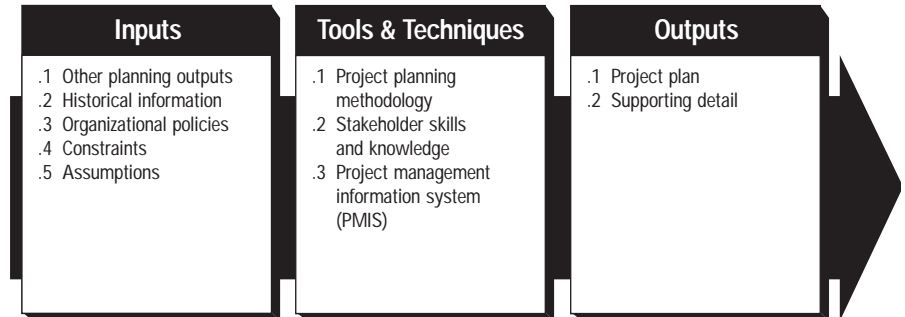 Inputs
.1 Other planning outputs
.2 Historical information
.3 Organizational policies
.4 Constraints
.5 Assumptions
Tools & Techniques
.1 Project planning
methodology
.2 Stakeholder skills
and knowledge
.3 Project management
information system
(PMIS)
Outputs
.1 Project plan
.2 Supporting detail